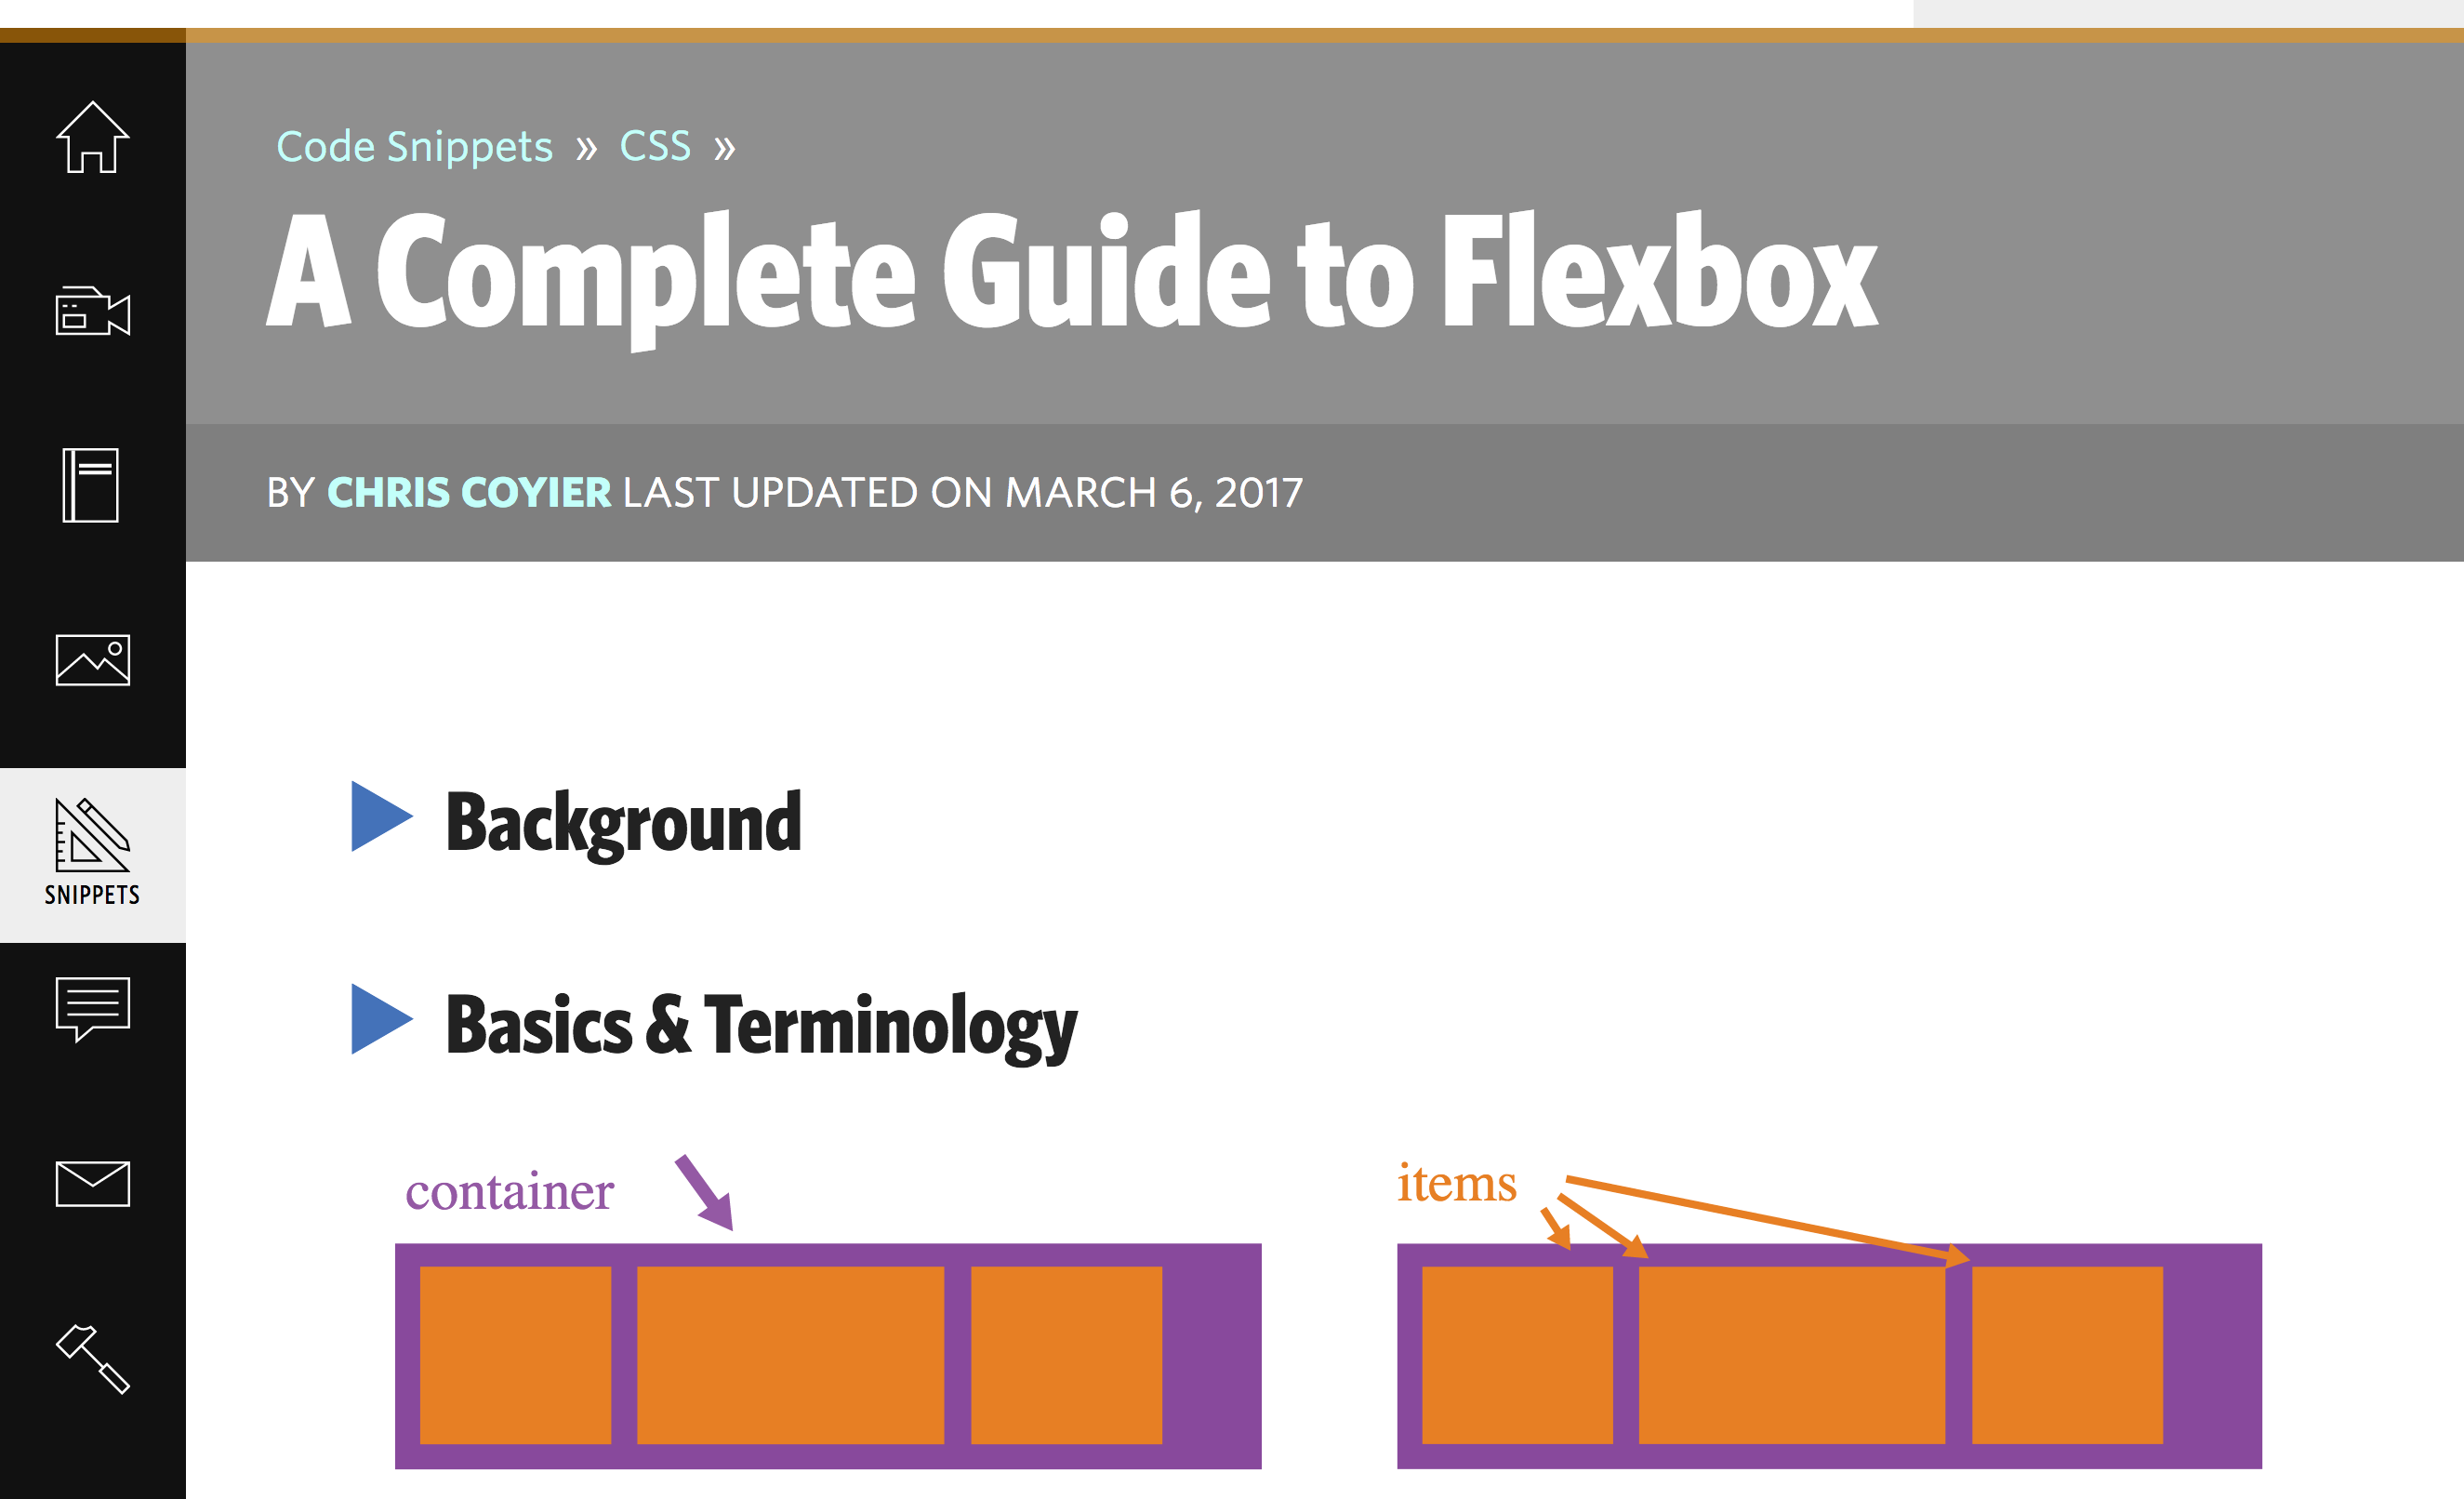 Code Snippets » CSS »
A Complete Guide to Flexbox
BY CHRIS COYIER LAST UPDATED ON MARCH 6, 2017
Background
SNIPPETS
Basics & Terminology
container
items